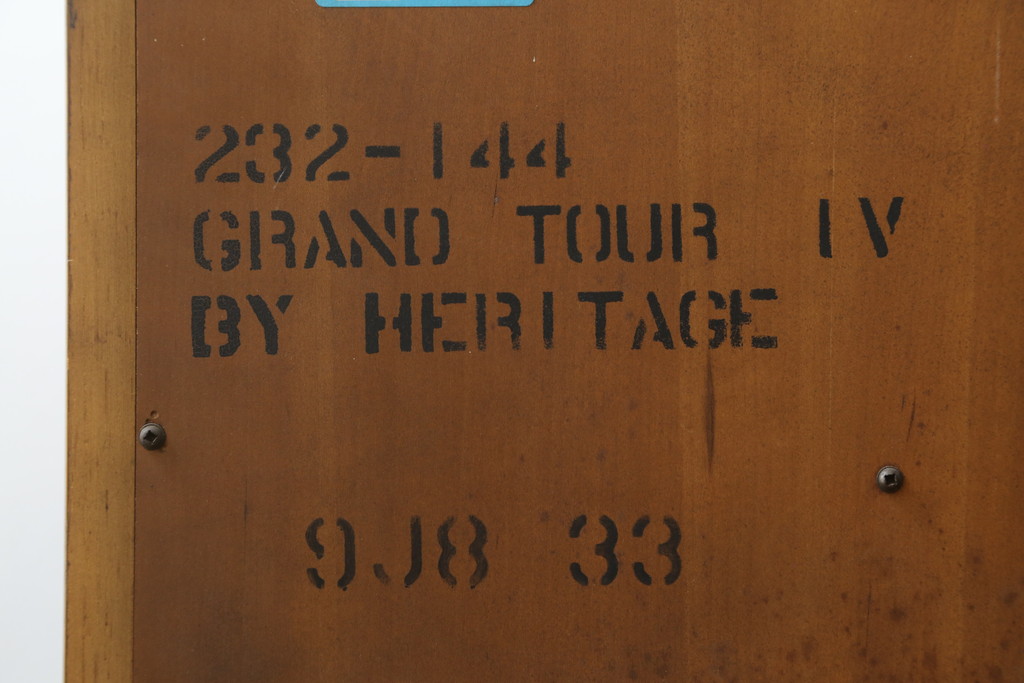 232-144
GRAND TOUR IV
BY HERITAGE
9J8 33